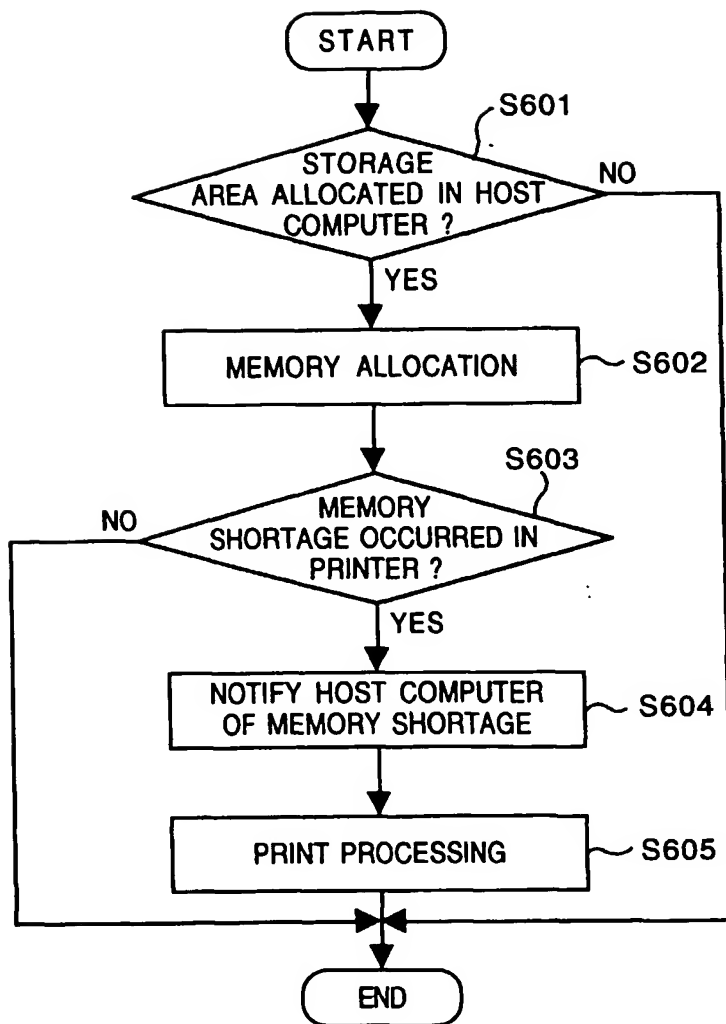 START
S601
STORAGE
AREA ALLOCATED IN HOST
COMPUTER ?
NO
YES
MEMORY ALLOCATION
S602
S603
MEMORY
SHORTAGE OCCURRED IN
PRINTER ?
NO
YES
NOTIFY HOST COMPUTER
OF MEMORY SHORTAGE
S604
PRINT PROCESSING
S605
END